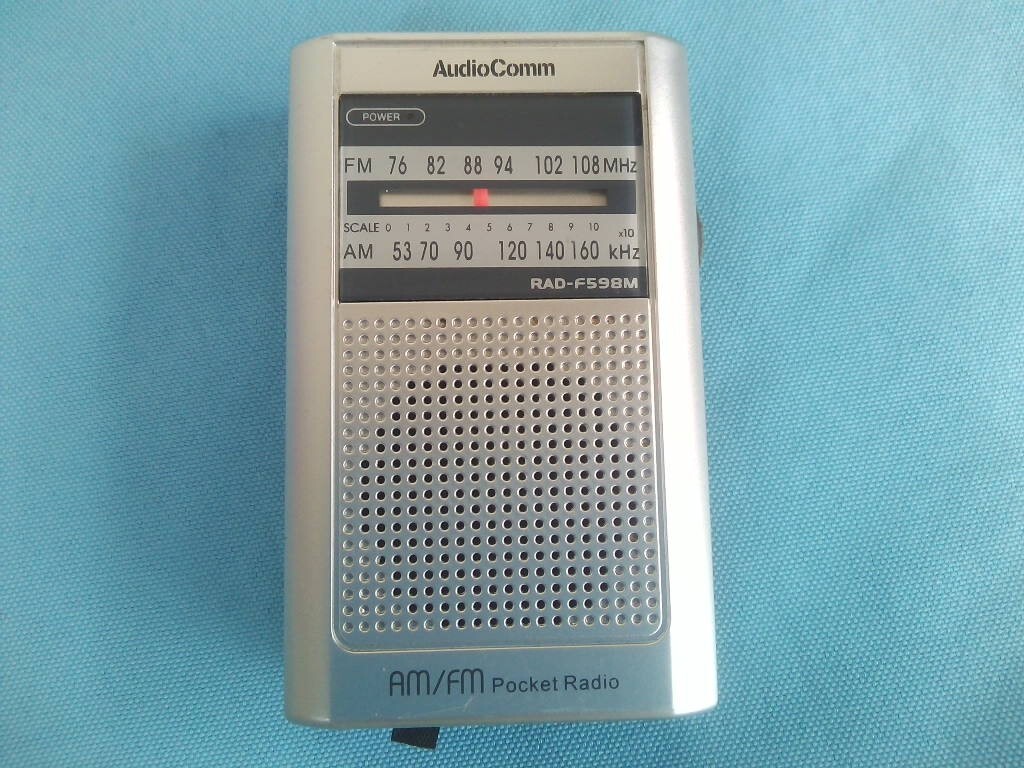 AudioComm
POWER
FM 76 82 88 94 102 108 MHz
SCALE 0 1 2 3 4 5 6 7 8 9 10 x10
AM 53 70 90 120 140 160 kHz
RAD-F598M
AM/FM Pocket Radio